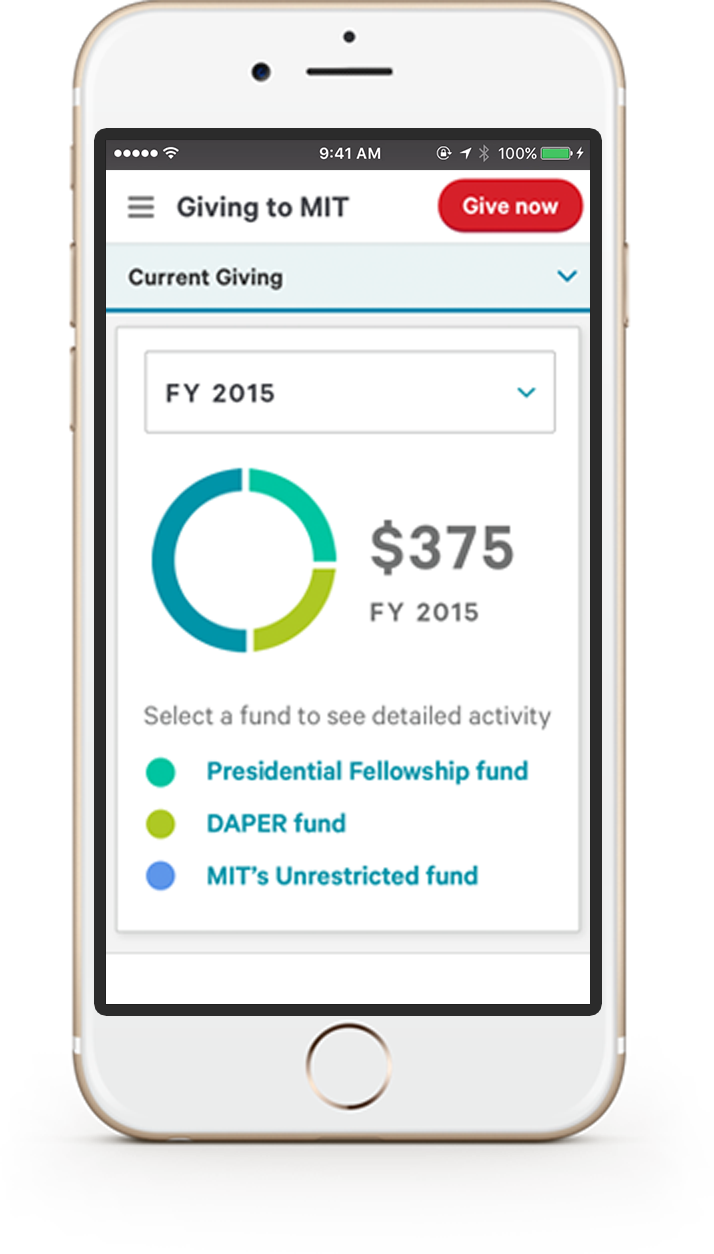 9:41 AM 100%
Giving to MIT Give now
Current Giving
FY 2015
$375
FY 2015
Select a fund to see detailed activity
Presidential Fellowship fund
DAPER fund
MIT's Unrestricted fund